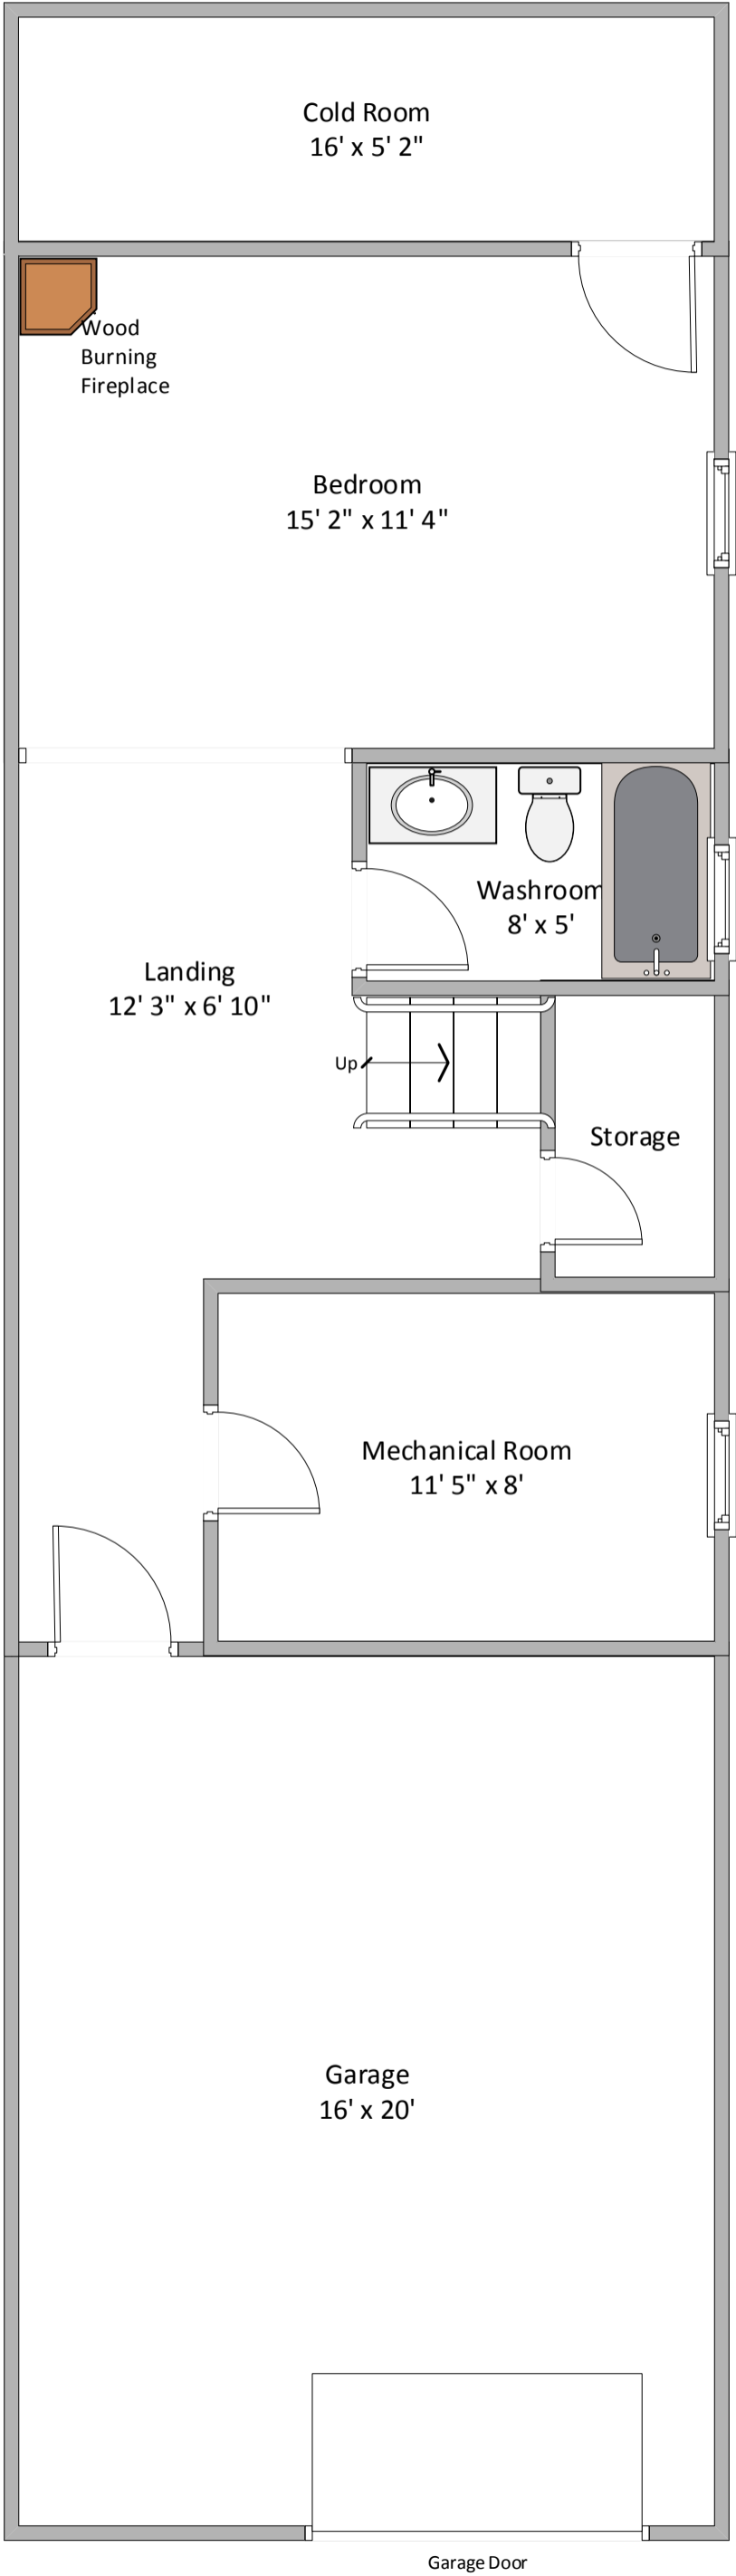 Cold Room
16' x 5' 2"
Wood
Burning
Fireplace
Bedroom
15' 2" x 11' 4"
Washroom
8' x 5'
Landing
12' 3" x 6' 10"
Up
Storage
Mechanical Room
11' 5" x 8'
Garage
16' x 20'
Garage Door